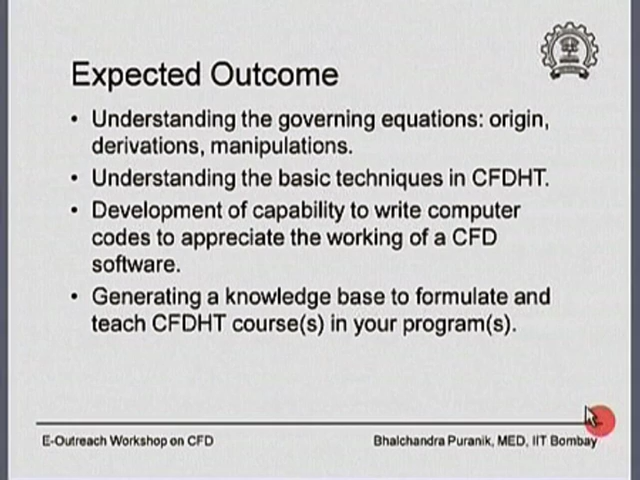 Expected Outcome
• Understanding the governing equations: origin,
derivations, manipulations.
• Understanding the basic techniques in CFDHT.
• Development of capability to write computer
codes to appreciate the working of a CFD
software.
• Generating a knowledge base to formulate and
teach CFDHT course(s) in your program(s).
E-Outreach Workshop on CFD
Bhalchandra Puranik, MED, IIT Bombay